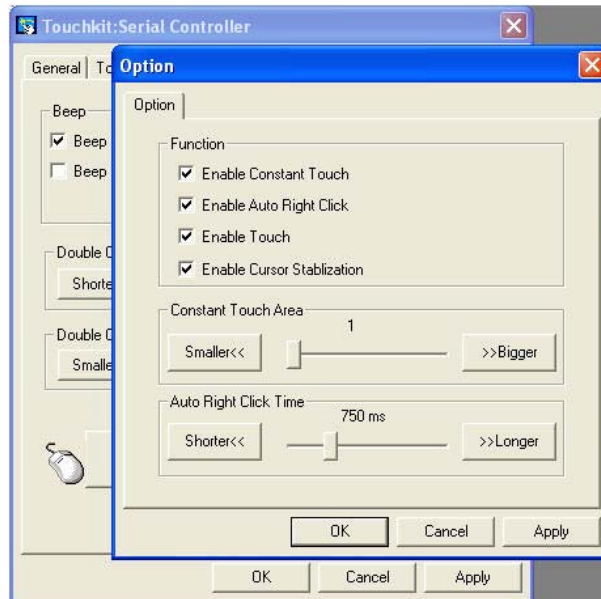 Touchkit:Serial Controller
General
Option
Option
Beep
Beep
Beep
Function
Enable Constant Touch
Enable Auto Right Click
Enable Touch
Enable Cursor Stablization
Double
Constant Touch Area
1
Smaller<<
>>Bigger
Double
Auto Right Click Time
750 ms
Shorter<<
>>Longer
OK
Cancel
Apply
OK
Cancel
Apply